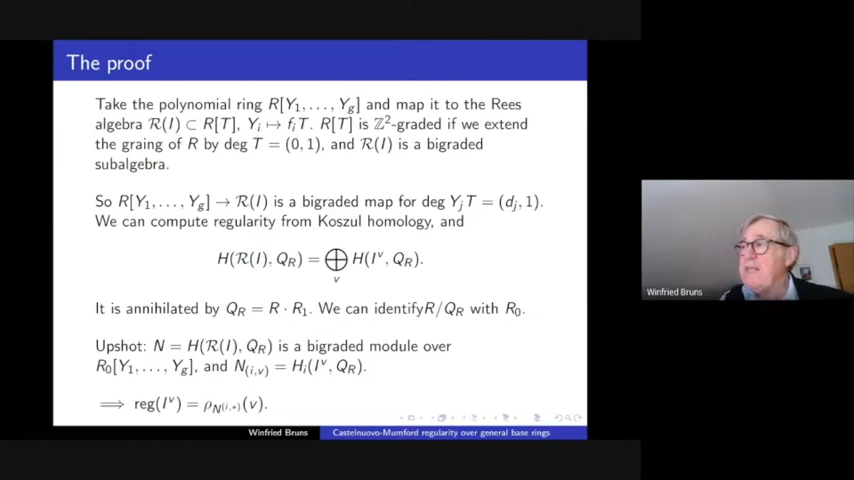 The proof
Take the polynomial ring R[Y₁, . . . , Y_g] and map it to the Rees
algebra ℛ(I) ⊂ R[T], Y_i ↦ f_iT. R[T] is ℤ²-graded if we extend
the graing of R by deg T = (0, 1), and ℛ(I) is a bigraded
subalgebra.
So R[Y₁, . . . , Y_g] → ℛ(I) is a bigraded map for deg Y_jT = (d_j, 1).
We can compute regularity from Koszul homology, and
H(ℛ(I), Q_R) = ⊕_v H(I^v, Q_R).
It is annihilated by Q_R = R · R₁. We can identifyR/Q_R with R₀.
Upshot: N = H(ℛ(I), Q_R) is a bigraded module over
R₀[Y₁, . . . , Y_g], and N_(i,v) = H_i(I^v, Q_R).
⟹ reg(I^v) = ρ_{N^(i,*)}(v).
Winfried Bruns
Castelnuovo-Mumford regularity over general base rings
Winfried Bruns